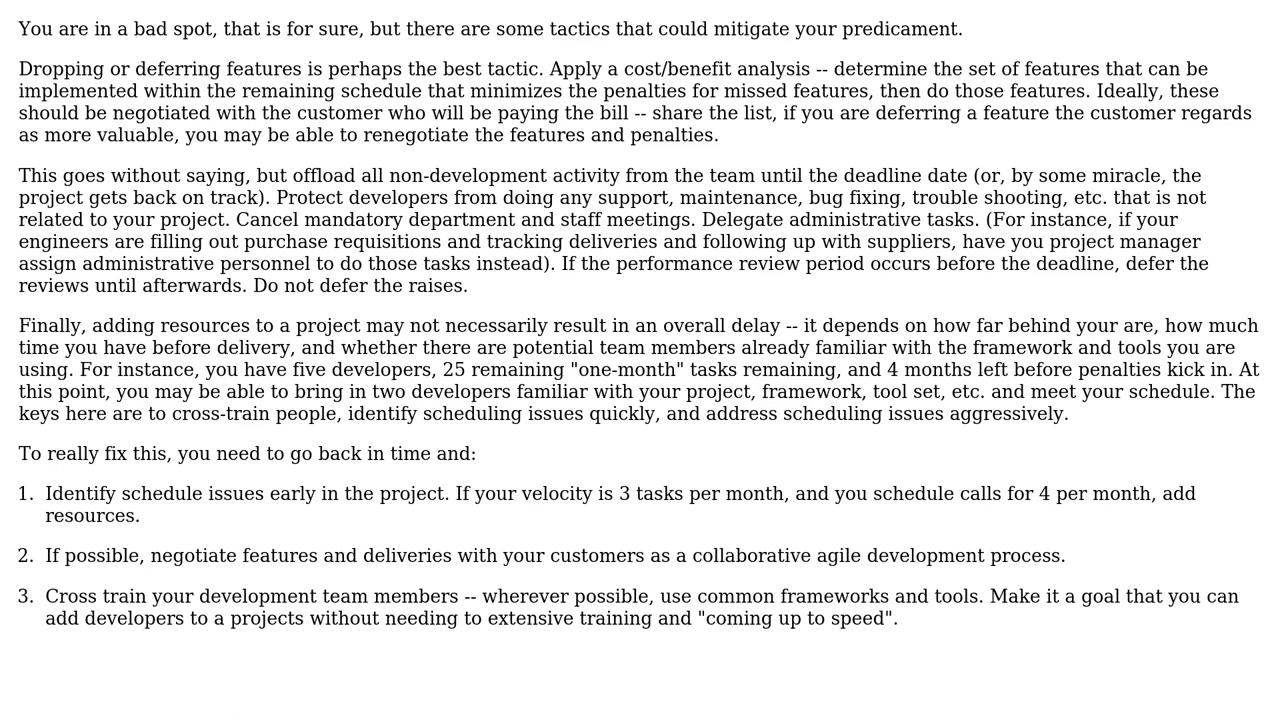 You are in a bad spot, that is for sure, but there are some tactics that could mitigate your predicament.
Dropping or deferring features is perhaps the best tactic. Apply a cost/benefit analysis -- determine the set of features that can be
implemented within the remaining schedule that minimizes the penalties for missed features, then do those features. Ideally, these
should be negotiated with the customer who will be paying the bill -- share the list, if you are deferring a feature the customer regards
as more valuable, you may be able to renegotiate the features and penalties.
This goes without saying, but offload all non-development activity from the team until the deadline date (or, by some miracle, the
project gets back on track). Protect developers from doing any support, maintenance, bug fixing, trouble shooting, etc. that is not
related to your project. Cancel mandatory department and staff meetings. Delegate administrative tasks. (For instance, if your
engineers are filling out purchase requisitions and tracking deliveries and following up with suppliers, have you project manager
assign administrative personnel to do those tasks instead). If the performance review period occurs before the deadline, defer the
reviews until afterwards. Do not defer the raises.
Finally, adding resources to a project may not necessarily result in an overall delay -- it depends on how far behind your are, how much
time you have before delivery, and whether there are potential team members already familiar with the framework and tools you are
using. For instance, you have five developers, 25 remaining "one-month" tasks remaining, and 4 months left before penalties kick in. At
this point, you may be able to bring in two developers familiar with your project, framework, tool set, etc. and meet your schedule. The
keys here are to cross-train people, identify scheduling issues quickly, and address scheduling issues aggressively.
To really fix this, you need to go back in time and:
1. Identify schedule issues early in the project. If your velocity is 3 tasks per month, and you schedule calls for 4 per month, add
resources.
2. If possible, negotiate features and deliveries with your customers as a collaborative agile development process.
3. Cross train your development team members -- wherever possible, use common frameworks and tools. Make it a goal that you can
add developers to a projects without needing to extensive training and "coming up to speed".